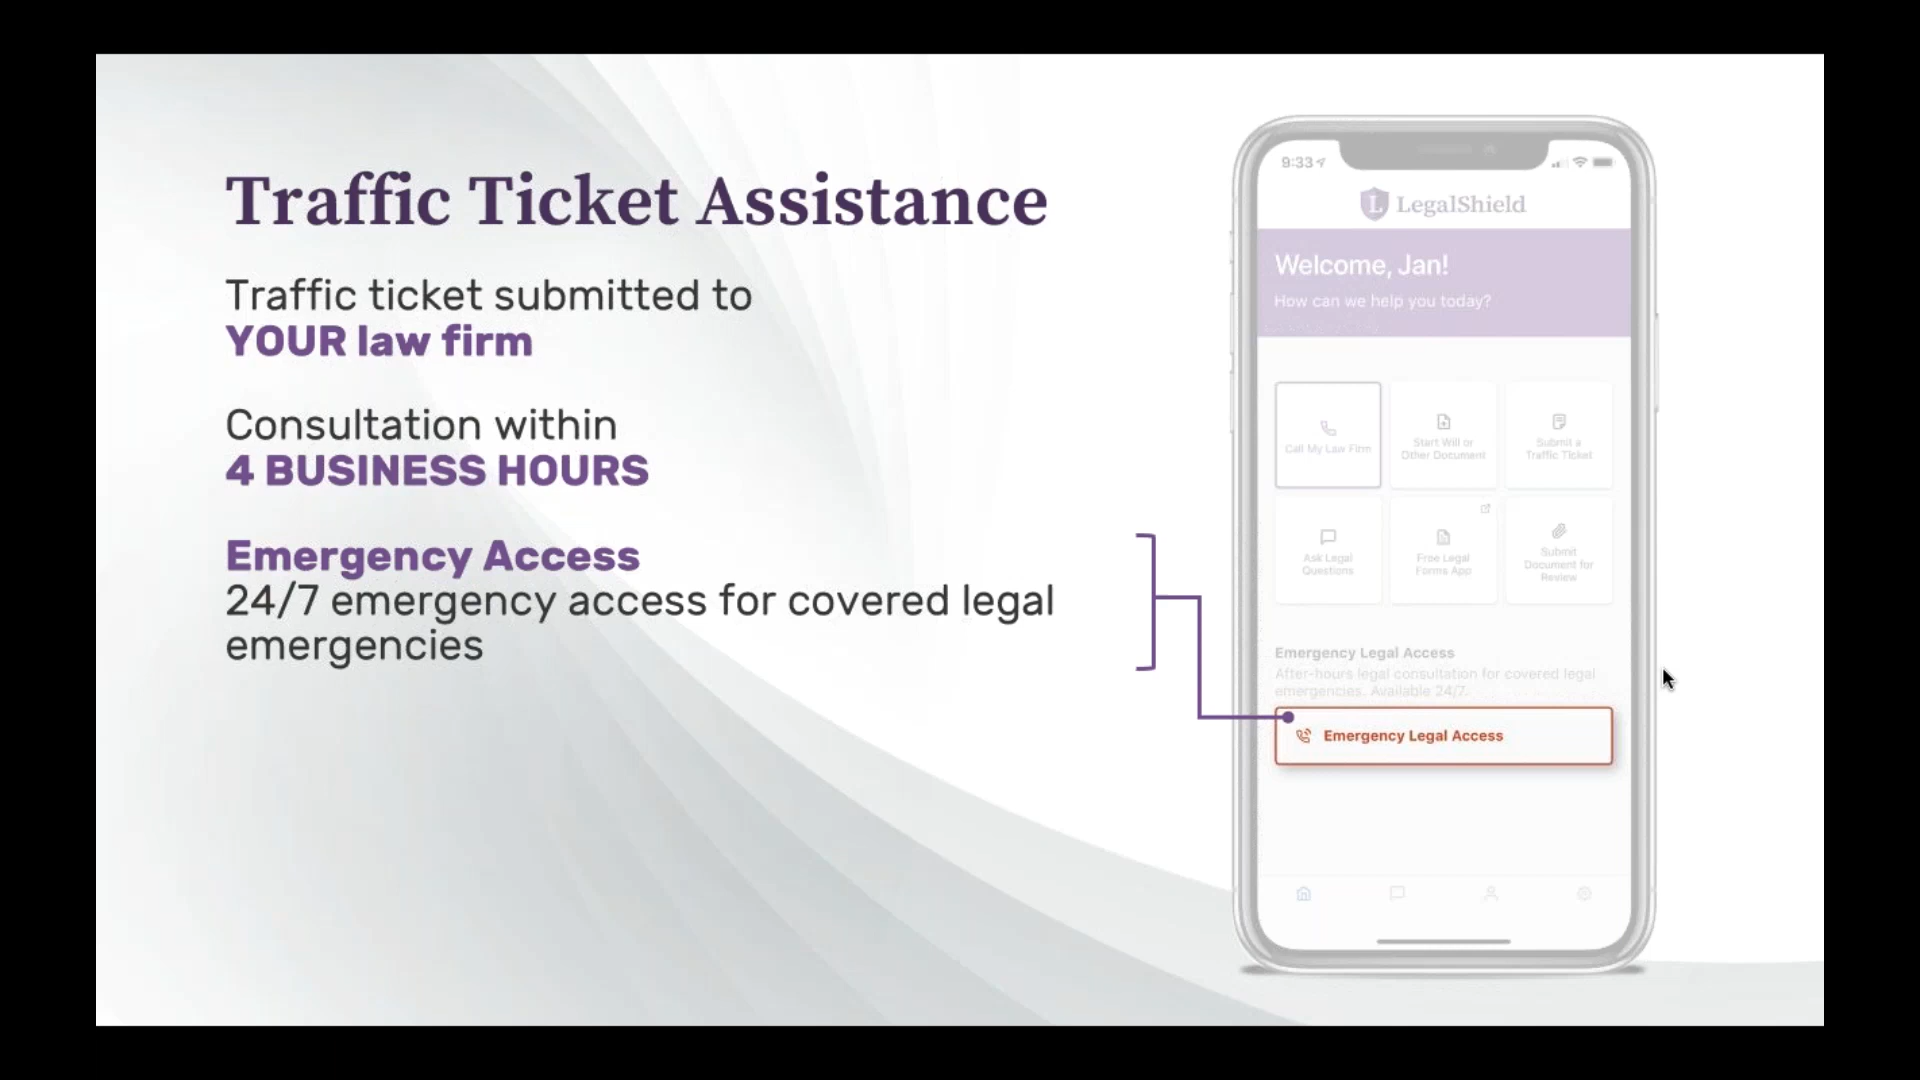 Traffic Ticket Assistance
Traffic ticket submitted to
YOUR law firm
Consultation within
4 BUSINESS HOURS
Emergency Access
24/7 emergency access for covered legal
emergencies
9:33
L LegalShield
Welcome, Jan!
How can we help you today?
Call My Law Firm
Start Will or
Other Document
Submit a
Traffic Ticket
Ask Legal
Questions
Free Legal
Forms App
Submit
Document for
Review
Emergency Legal Access
After-hours legal consultation for covered legal
emergencies. Available 24/7.
Emergency Legal Access